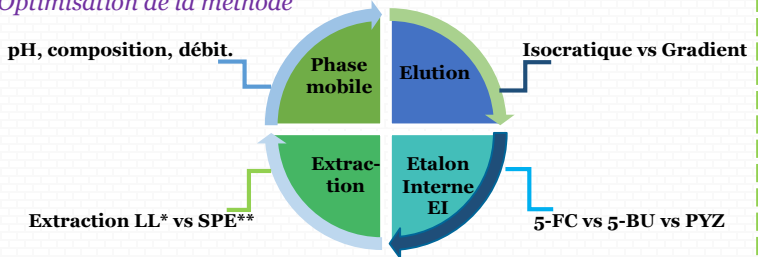 Optimisation de la méthode
pH, composition, débit.
Phase
mobile
Elution
Isocratique vs Gradient
Extrac-
tion
Etalon
Interne
EI
Extraction LL* vs SPE**
5-FC vs 5-BU vs PYZ